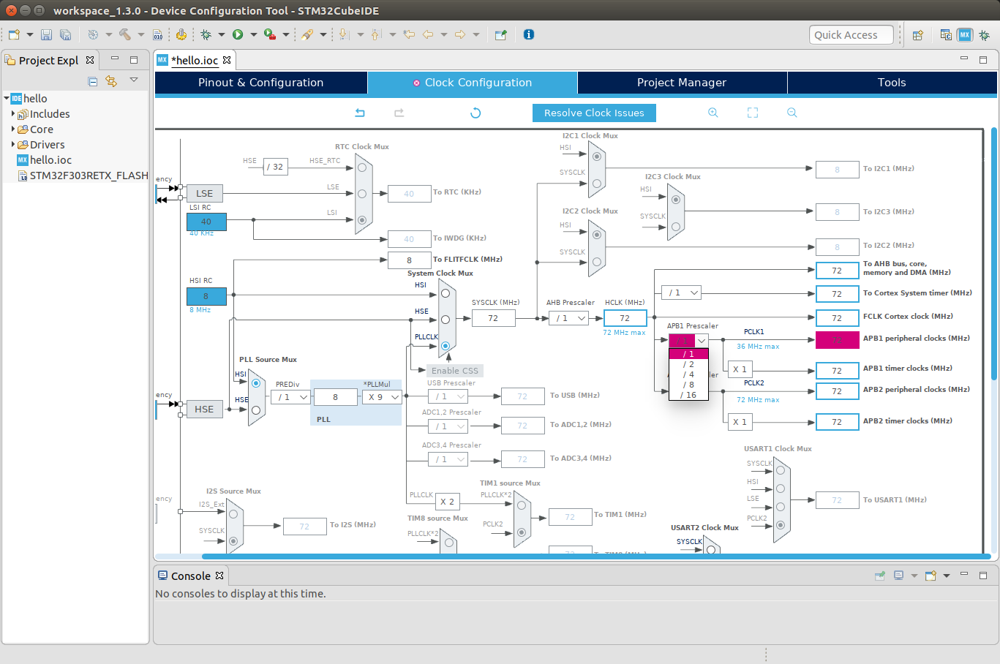 workspace_1.3.0 - Device Configuration Tool - STM32CubeIDE
010
Quick Access
MX
Project Expl
MX *hello.ioc
Pinout & Configuration
Clock Configuration
Project Manager
Tools
IDE hello
Includes
Core
Drivers
MX hello.ioc
STM32F303RETX_FLASH
Resolve Clock Issues
RTC Clock Mux
HSE
/ 32
HSE_RTC
ency
LSE
LSE
40
To RTC (KHz)
LSI RC
40
40 KHz
LSI
40
To IWDG (KHz)
8
To FLITFCLK (MHz)
System Clock Mux
HSI RC
8
8 MHz
HSI
HSE
PLLCLK
SYSCLK (MHz)
72
Enable CSS
AHB Prescaler
/ 1
HCLK (MHz)
72
72 MHz max
I2C1 Clock Mux
HSI
SYSCLK
8
To I2C1 (MHz)
I2C3 Clock Mux
HSI
SYSCLK
8
To I2C3 (MHz)
I2C2 Clock Mux
HSI
SYSCLK
8
To I2C2 (MHz)
72
To AHB bus, core,
memory and DMA (MHz)
/ 1
72
To Cortex System timer (MHz)
72
FCLK Cortex clock (MHz)
APB1 Prescaler
/ 1
/ 1
/ 2
/ 4
/ 8
/ 16
PCLK1
36 MHz max
72
APB1 peripheral clocks (MHz)
X 1
72
APB1 timer clocks (MHz)
A
ler
PCLK2
72 MHz max
72
APB2 peripheral clocks (MHz)
X 1
72
APB2 timer clocks (MHz)
PLL Source Mux
HSI
HSE
ency
HSE
PREDiv
/ 1
8
*PLLMul
X 9
PLL
USB Prescaler
/ 1
72
To USB (MHz)
ADC1,2 Prescaler
/ 1
72
To ADC1,2 (MHz)
ADC3,4 Prescaler
/ 1
72
To ADC3,4 (MHz)
I2S Source Mux
ency
I2S_Ext
SYSCLK
72
To I2S (MHz)
TIM1 source Mux
PLLCLK
X 2
PLLCLK*2
PCLK2
72
To TIM1 (MHz)
TIM8 source Mux
PLLCLK*2
72
To TIM8 (MHz)
USART1 Clock Mux
SYSCLK
HSI
LSE
PCLK2
72
To USART1 (MHz)
USART2 Clock Mux
SYSCLK
Console
No consoles to display at this time.